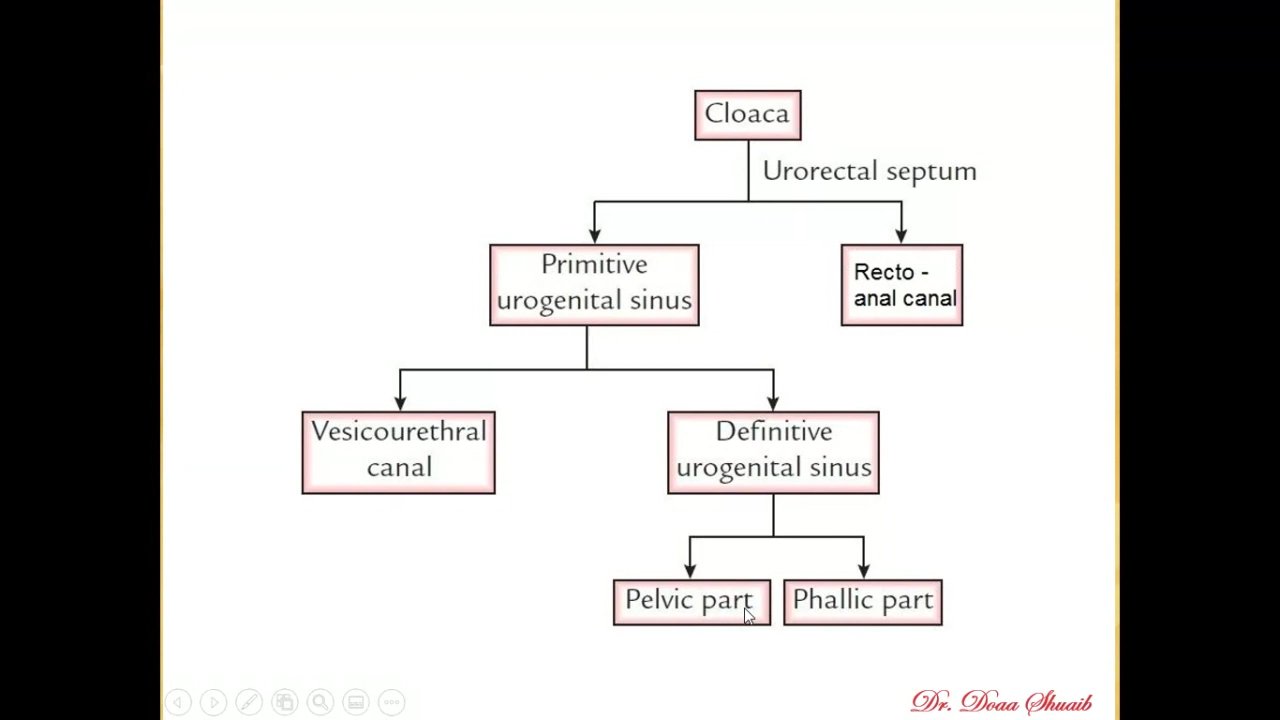 Cloaca
Urorectal septum
Primitive
urogenital sinus
Recto -
anal canal
Vesicourethral
canal
Definitive
urogenital sinus
Pelvic part
Phallic part
Dr. Doaa Shuaib